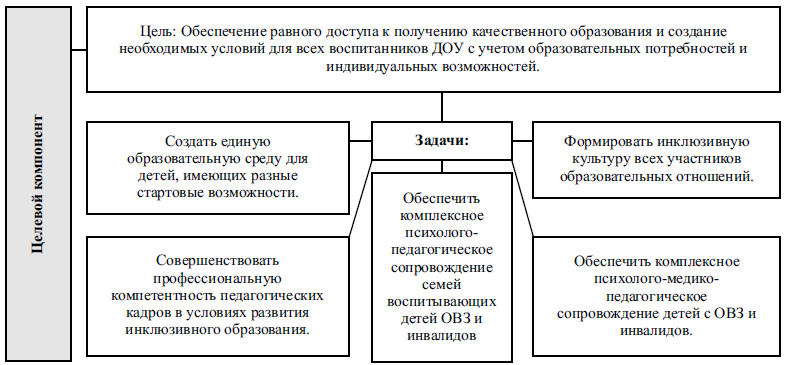 Целевой компонент
Цель: Обеспечение равного доступа к получению качественного образования и создание
необходимых условий для всех воспитанников ДОУ с учетом образовательных потребностей и
индивидуальных возможностей.
Задачи:
Создать единую
образовательную среду для
детей, имеющих разные
стартовые возможности.
Формировать инклюзивную
культуру всех участников
образовательных отношений.
Совершенствовать
профессиональную
компетентность педагогических
кадров в условиях развития
инклюзивного образования.
Обеспечить
комплексное
психолого-
педагогическое
сопровождение
семей
воспитывающих
детей ОВЗ и
инвалидов
Обеспечить комплексное
психолого-медико-
педагогическое
сопровождение детей с ОВЗ и
инвалидов.